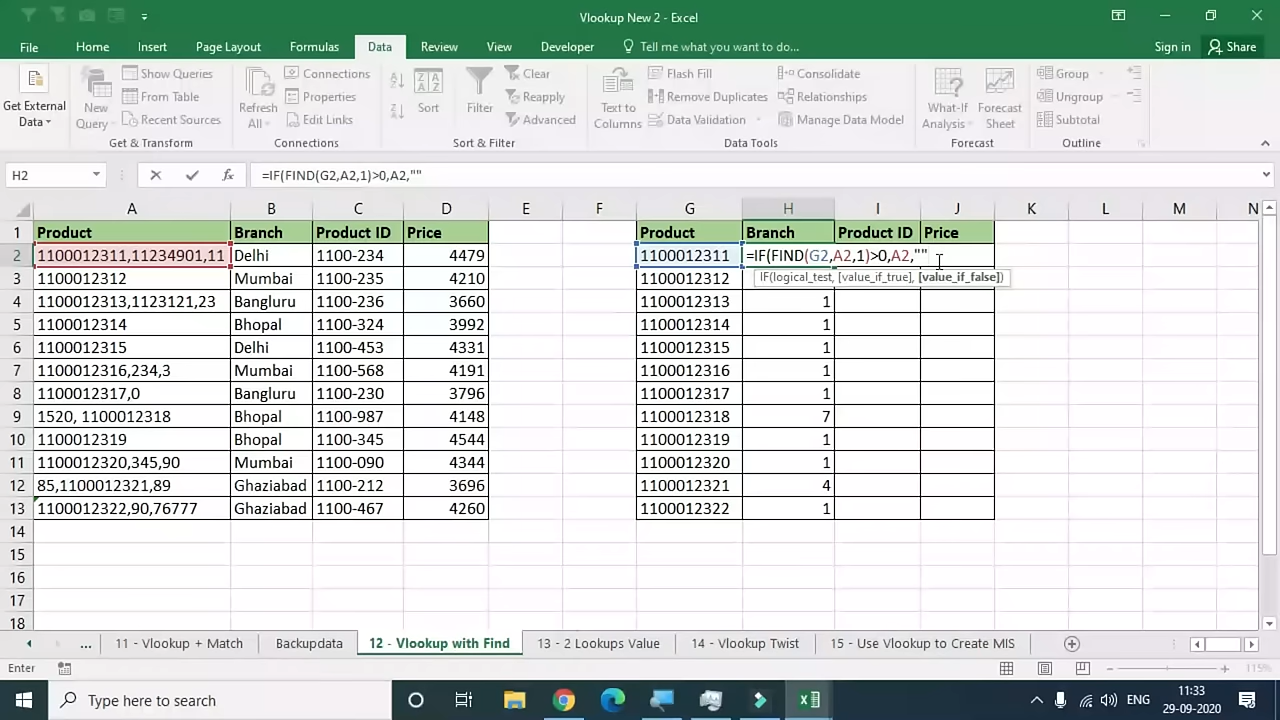 Vlookup New 2 - Excel
File Home Insert Page Layout Formulas Data Review View Developer Tell me what you want to do... Sign in Share
Get External Data
New Query
Show Queries
From Table
Recent Sources
Get & Transform
Refresh All
Connections
Properties
Edit Links
Connections
Sort
Filter
Clear
Reapply
Advanced
Sort & Filter
Text to Columns
Flash Fill
Remove Duplicates
Data Validation
Consolidate
Relationships
Manage Data Model
Data Tools
What-If Analysis
Forecast Sheet
Forecast
Group
Ungroup
Subtotal
Outline
H2 fx =IF(FIND(G2,A2,1)>0,A2,""
A B C D E F G H I J K L M N
1 Product Branch Product ID Price Product Branch Product ID Price
2 1100012311,11234901,11 Delhi 1100-234 4479 1100012311 =IF(FIND(G2,A2,1)>0,A2,""
IF(logical_test, [value_if_true], [value_if_false])
3 1100012312 Mumbai 1100-235 4210 1100012312
4 1100012313,1123121,23 Bangluru 1100-236 3660 1100012313 1
5 1100012314 Bhopal 1100-324 3992 1100012314 1
6 1100012315 Delhi 1100-453 4331 1100012315 1
7 1100012316,234,3 Mumbai 1100-568 4191 1100012316 1
8 1100012317,0 Bangluru 1100-230 3796 1100012317 1
9 1520, 1100012318 Bhopal 1100-987 4148 1100012318 7
10 1100012319 Bhopal 1100-345 4544 1100012319 1
11 1100012320,345,90 Mumbai 1100-090 4344 1100012320 1
12 85,1100012321,89 Ghaziabad 1100-212 3696 1100012321 4
13 1100012322,90,76777 Ghaziabad 1100-467 4260 1100012322 1
14
15
16
17
18
... 11 - Vlookup + Match Backupdata 12 - Vlookup with Find 13 - 2 Lookups Value 14 - Vlookup Twist 15 - Use Vlookup to Create MIS
Enter 115%
Type here to search ENG 11:33
29-09-2020